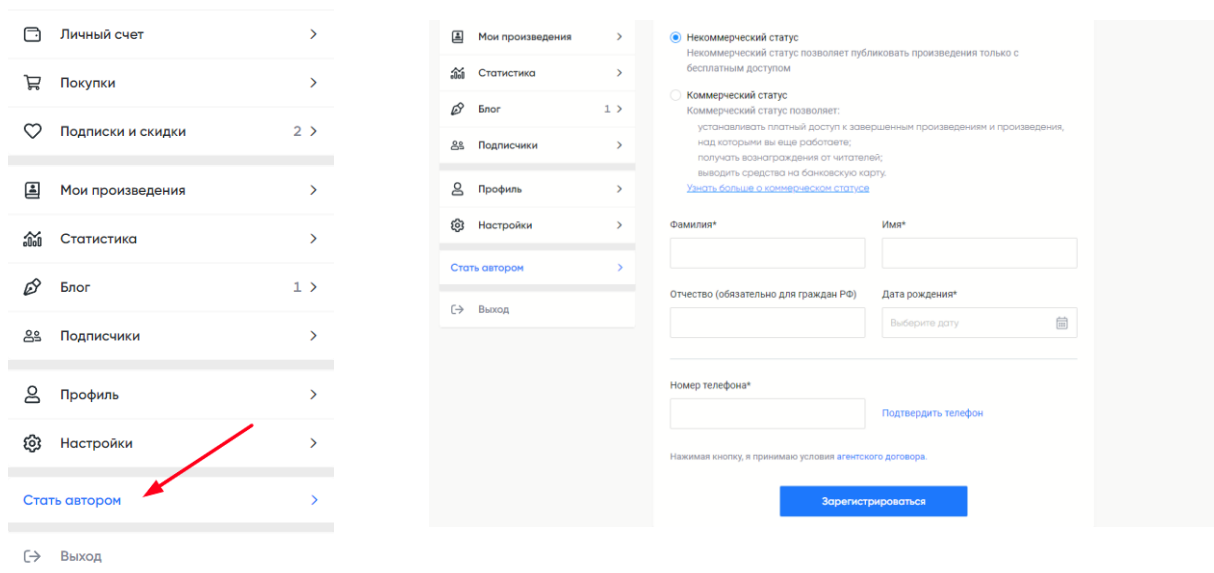 Личный счет
Покупки
Подписки и скидки 2
Мои произведения
Статистика
Блог 1
Подписчики
Профиль
Настройки
Стать автором
Выход
Мои произведения
Статистика
Блог 1
Подписчики
Профиль
Настройки
Стать автором
Выход
Некоммерческий статус
Некоммерческий статус позволяет публиковать произведения только с
бесплатным доступом
Коммерческий статус
Коммерческий статус позволяет:
устанавливать платный доступ к завершенным произведениям и произведения,
над которыми вы еще работаете;
получать вознаграждения от читателей;
выводить средства на банковскую карту.
Узнать больше о коммерческом статусе
Фамилия* Имя*
Отчество (обязательно для граждан РФ) Дата рождения*
Выберите дату
Номер телефона*
Подтвердить телефон
Нажимая кнопку, я принимаю условия агентского договора.
Зарегистрироваться